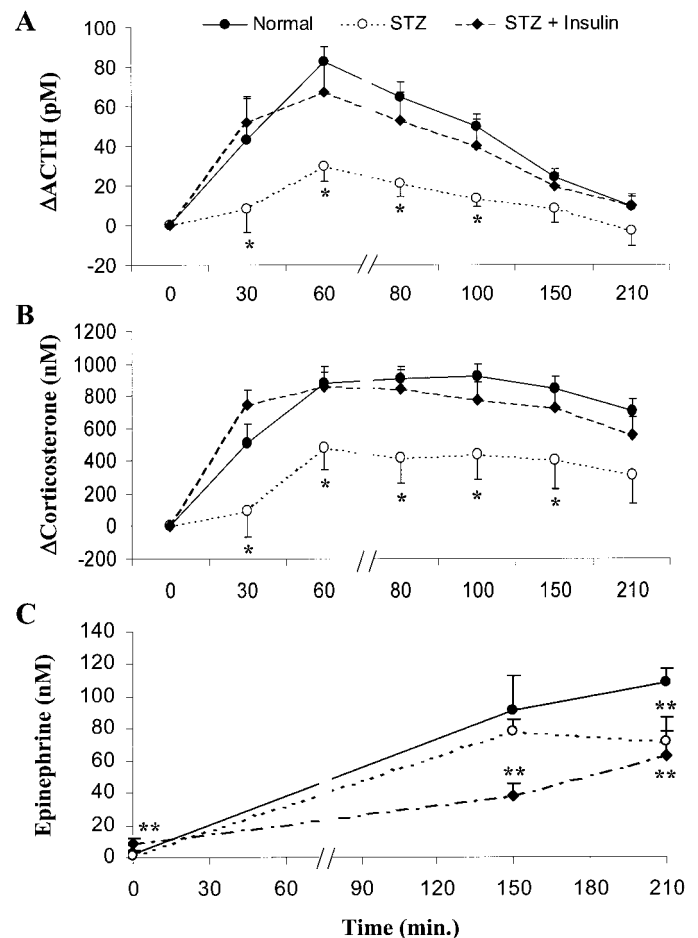 A
Normal STZ STZ + Insulin
100
80
60
40
20
0
-20
ΔACTH (pM)
* * * *
0 30 60 // 80 100 150 210
B
1200
1000
800
600
400
200
0
-200
ΔCorticosterone (nM)
* * * * *
0 30 60 // 80 100 150 210
C
140
120
100
80
60
40
20
0
Epinephrine (nM)
**
**
**
**
0 30 60 // 90 120 150 180 210
Time (min.)